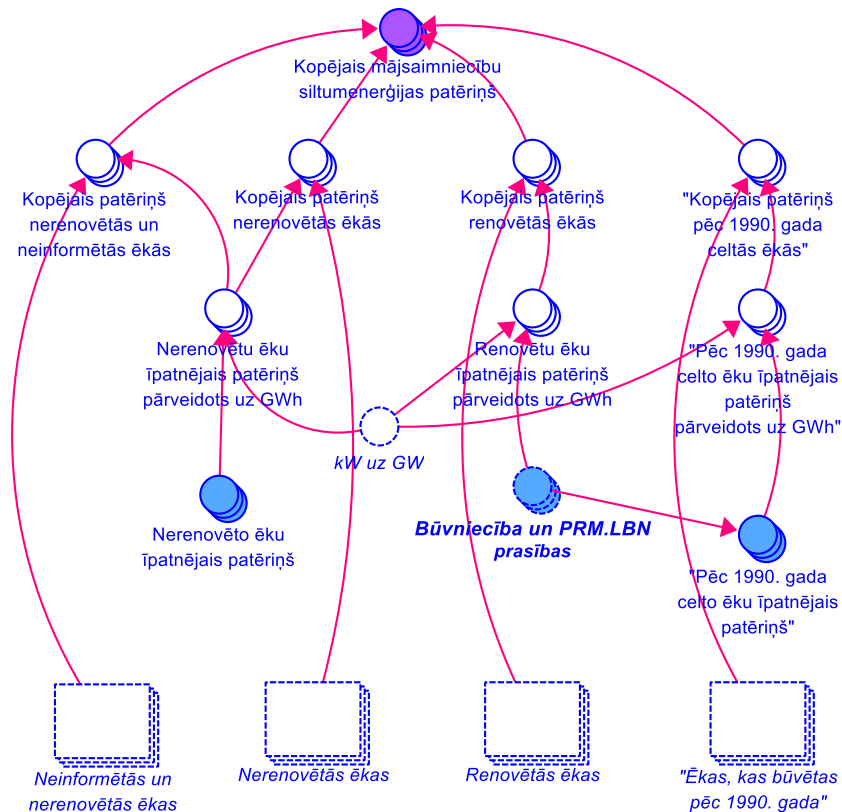 Kopējais mājsaimniecību
siltumenerģijas patēriņš
Kopējais patēriņš
nerenovētās un
neinformētās ēkās
Kopējais patēriņš
nerenovētās ēkās
Kopējais patēriņš
renovētās ēkās
"Kopējais patēriņš
pēc 1990. gada
celtās ēkās"
Nerenovētu ēku
īpatnējais patēriņš
pārveidots uz GWh
Renovētu ēku
īpatnējais patēriņš
pārveidots uz GWh
"Pēc 1990. gada
celto ēku īpatnējais
patēriņš
pārveidots uz GWh"
kW uz GW
Nerenovēto ēku
īpatnējais patēriņš
Būvniecība un PRM.LBN
prasības
"Pēc 1990. gada
celto ēku īpatnējais
patēriņš"
Neinformētās un
nerenovētās ēkas
Nerenovētās ēkas
Renovētās ēkas
"Ēkas, kas būvētas
pēc 1990. gada"